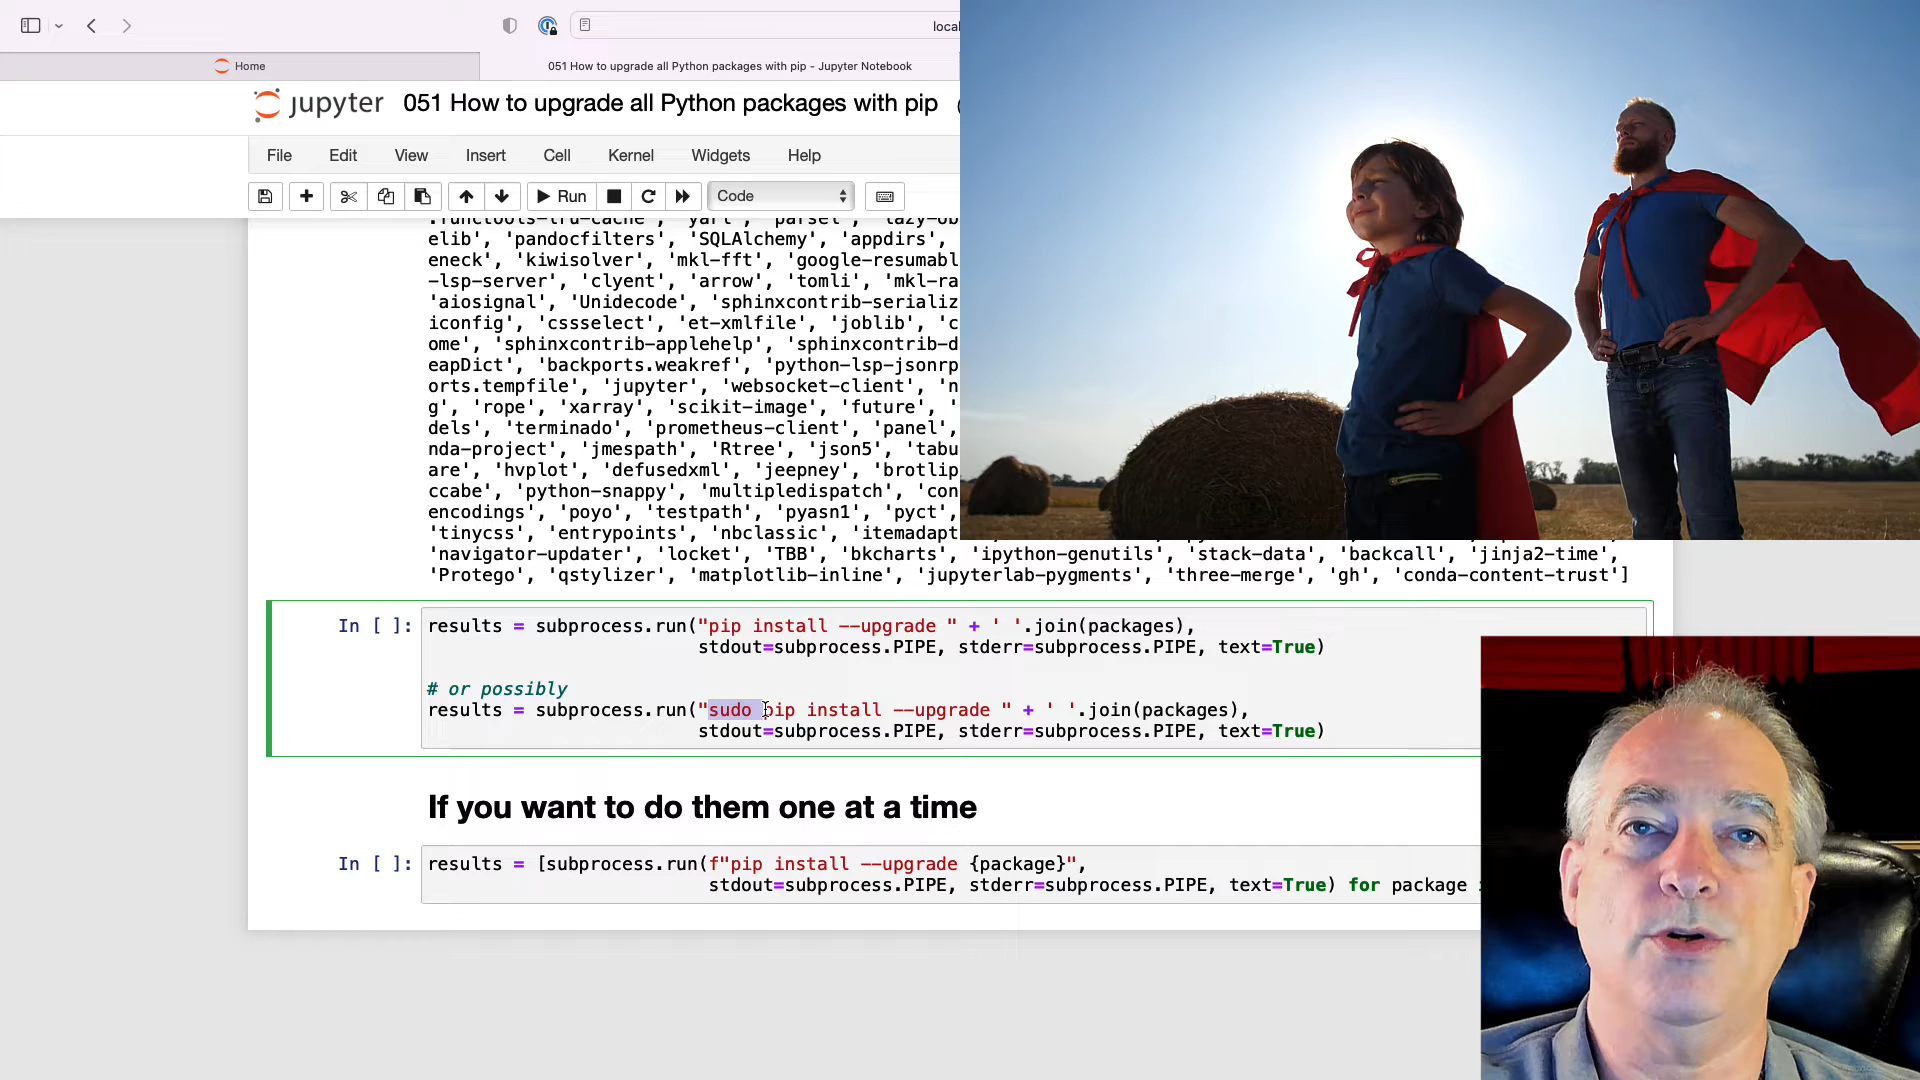 local
Home
051 How to upgrade all Python packages with pip - Jupyter Notebook
jupyter 051 How to upgrade all Python packages with pip
File Edit View Insert Cell Kernel Widgets Help
Run Code
.functools-lru-cache', 'yarl', 'parsel', 'lazy-ob
elib', 'pandocfilters', 'SQLAlchemy', 'appdirs',
eneck', 'kiwisolver', 'mkl-fft', 'google-resumabl
-lsp-server', 'clyent', 'arrow', 'tomli', 'mkl-ra
'aiosignal', 'Unidecode', 'sphinxcontrib-serializ
iconfig', 'cssselect', 'et-xmlfile', 'joblib', 'c
ome', 'sphinxcontrib-applehelp', 'sphinxcontrib-d
eapDict', 'backports.weakref', 'python-lsp-jsonrp
orts.tempfile', 'jupyter', 'websocket-client', 'n
g', 'rope', 'xarray', 'scikit-image', 'future', '
dels', 'terminado', 'prometheus-client', 'panel',
nda-project', 'jmespath', 'Rtree', 'json5', 'tabu
are', 'hvplot', 'defusedxml', 'jeepney', 'brotlip
ccabe', 'python-snappy', 'multipledispatch', 'con
encodings', 'poyo', 'testpath', 'pyasn1', 'pyct',
'tinycss', 'entrypoints', 'nbclassic', 'itemadapt
'navigator-updater', 'locket', 'TBB', 'bkcharts', 'ipython-genutils', 'stack-data', 'backcall', 'jinja2-time',
'Protego', 'qstylizer', 'matplotlib-inline', 'jupyterlab-pygments', 'three-merge', 'gh', 'conda-content-trust']
In [ ]: results = subprocess.run("pip install --upgrade " + ' '.join(packages),
stdout=subprocess.PIPE, stderr=subprocess.PIPE, text=True)
# or possibly
results = subprocess.run("sudo pip install --upgrade " + ' '.join(packages),
stdout=subprocess.PIPE, stderr=subprocess.PIPE, text=True)
If you want to do them one at a time
In [ ]: results = [subprocess.run(f"pip install --upgrade {package}",
stdout=subprocess.PIPE, stderr=subprocess.PIPE, text=True) for package